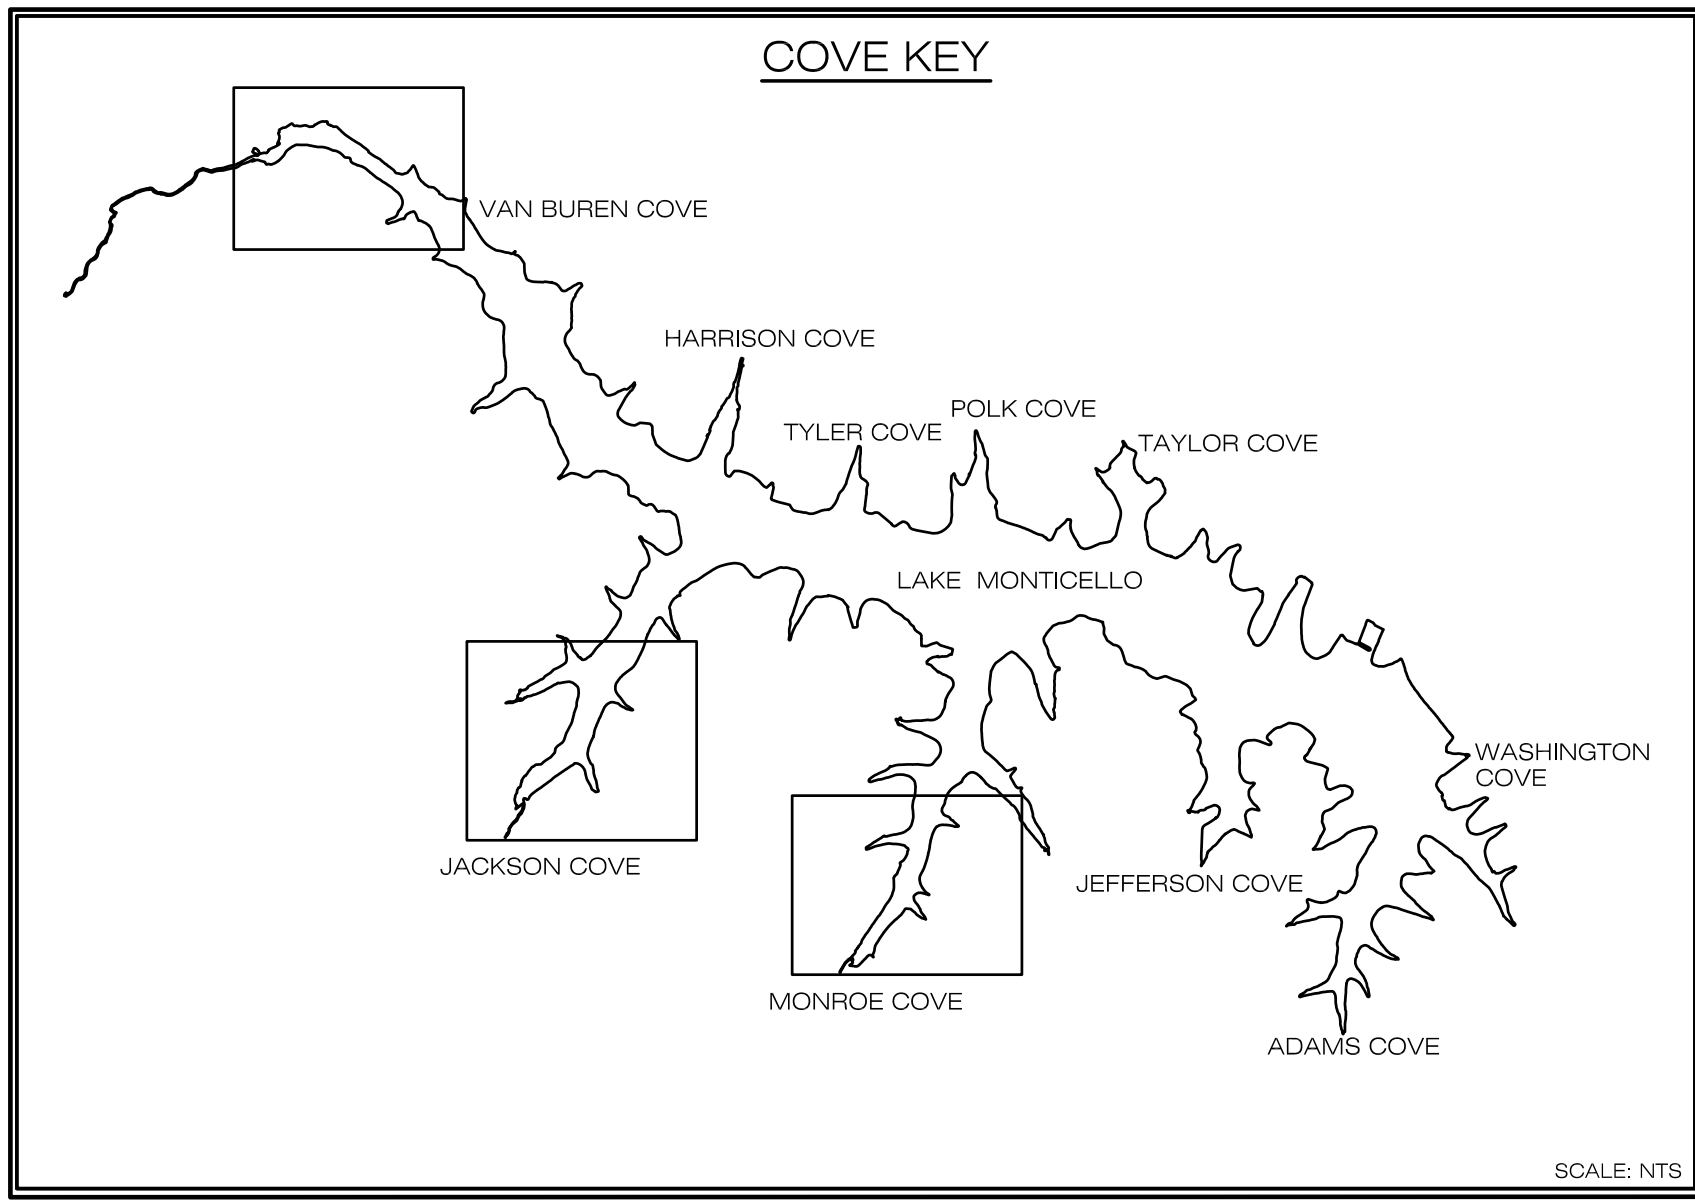 COVE KEY
VAN BUREN COVE
HARRISON COVE
POLK COVE
TYLER COVE
TAYLOR COVE
LAKE MONTICELLO
WASHINGTON
COVE
JACKSON COVE
JEFFERSON COVE
MONROE COVE
ADAMS COVE
SCALE: NTS